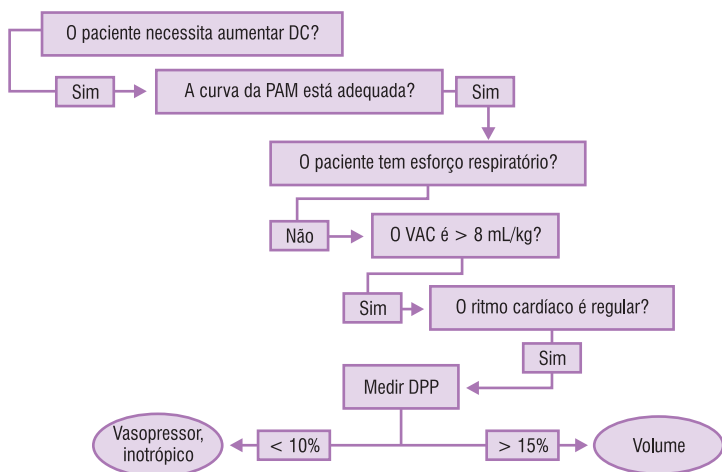 O paciente necessita aumentar DC?
Sim
A curva da PAM está adequada?
Sim
O paciente tem esforço respiratório?
Não
O VAC é > 8 mL/kg?
Sim
O ritmo cardíaco é regular?
Sim
Medir DPP
Vasopressor,
inotrópico
< 10%
> 15%
Volume